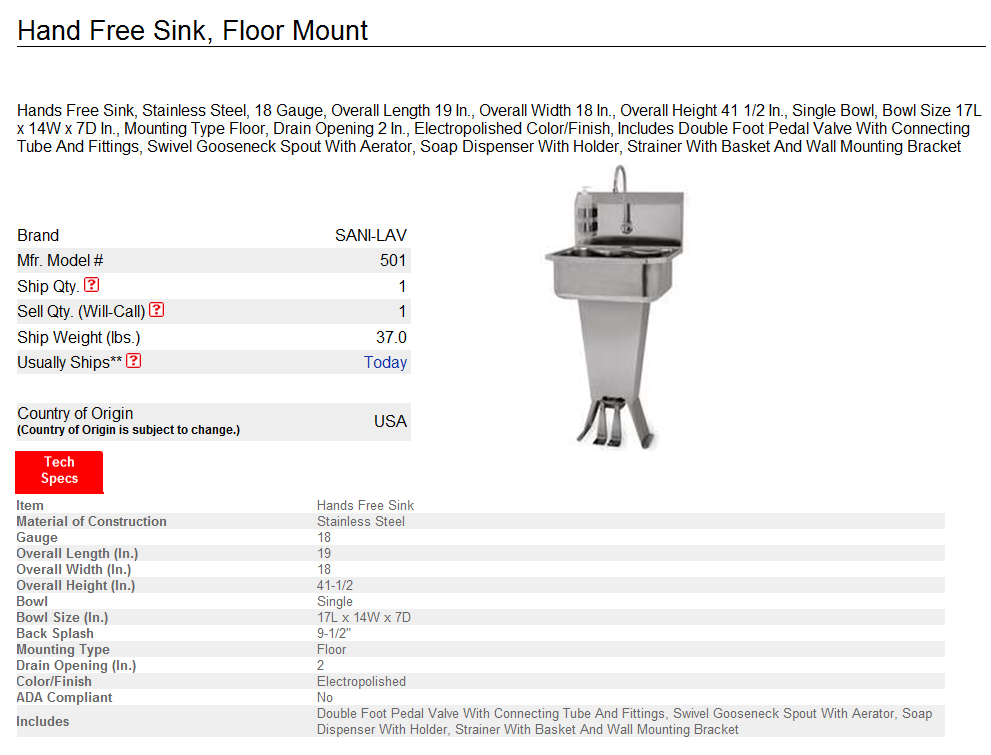 Hand Free Sink, Floor Mount
Hands Free Sink, Stainless Steel, 18 Gauge, Overall Length 19 In., Overall Width 18 In., Overall Height 41 1/2 In., Single Bowl, Bowl Size 17L
x 14W x 7D In., Mounting Type Floor, Drain Opening 2 In., Electropolished Color/Finish, Includes Double Foot Pedal Valve With Connecting
Tube And Fittings, Swivel Gooseneck Spout With Aerator, Soap Dispenser With Holder, Strainer With Basket And Wall Mounting Bracket
Brand SANI-LAV
Mfr. Model # 501
Ship Qty. ? 1
Sell Qty. (Will-Call) ? 1
Ship Weight (lbs.) 37.0
Usually Ships** ? Today
Country of Origin
(Country of Origin is subject to change.) USA
Tech
Specs
Item Hands Free Sink
Material of Construction Stainless Steel
Gauge 18
Overall Length (In.) 19
Overall Width (In.) 18
Overall Height (In.) 41-1/2
Bowl Single
Bowl Size (In.) 17L x 14W x 7D
Back Splash 9-1/2"
Mounting Type Floor
Drain Opening (In.) 2
Color/Finish Electropolished
ADA Compliant No
Includes Double Foot Pedal Valve With Connecting Tube And Fittings, Swivel Gooseneck Spout With Aerator, Soap
Dispenser With Holder, Strainer With Basket And Wall Mounting Bracket